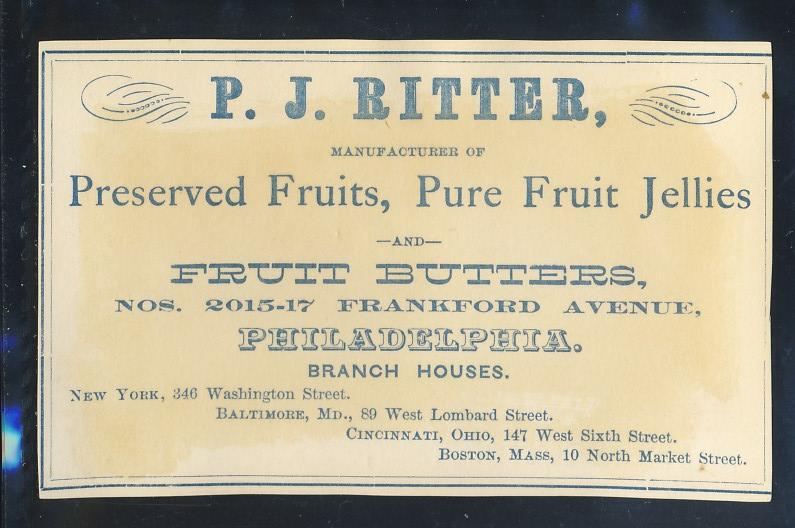 P. J. RITTER,
MANUFACTURER OF
Preserved Fruits, Pure Fruit Jellies
—AND—
FRUIT BUTTERS,
NOS. 2015-17 FRANKFORD AVENUE,
PHILADELPHIA.
BRANCH HOUSES.
NEW YORK, 346 Washington Street.
BALTIMORE, MD., 89 West Lombard Street.
CINCINNATI, OHIO, 147 West Sixth Street.
BOSTON, MASS, 10 North Market Street.